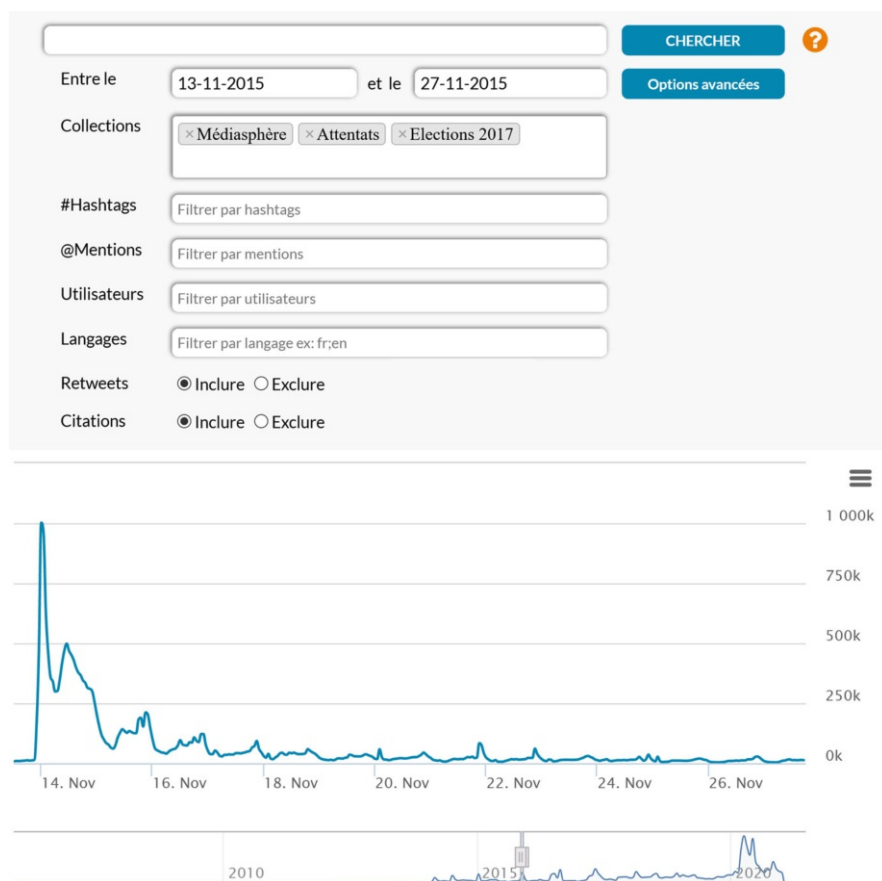 CHERCHER ?
Entre le 13-11-2015 et le 27-11-2015 Options avancées
Collections ×Médiasphère ×Attentats ×Elections 2017
#Hashtags Filtrer par hashtags
@Mentions Filtrer par mentions
Utilisateurs Filtrer par utilisateurs
Langages Filtrer par langage ex: fr;en
Retweets Inclure Exclure
Citations Inclure Exclure
1 000k
750k
500k
250k
0k
14. Nov 16. Nov 18. Nov 20. Nov 22. Nov 24. Nov 26. Nov
2010 2015 2020